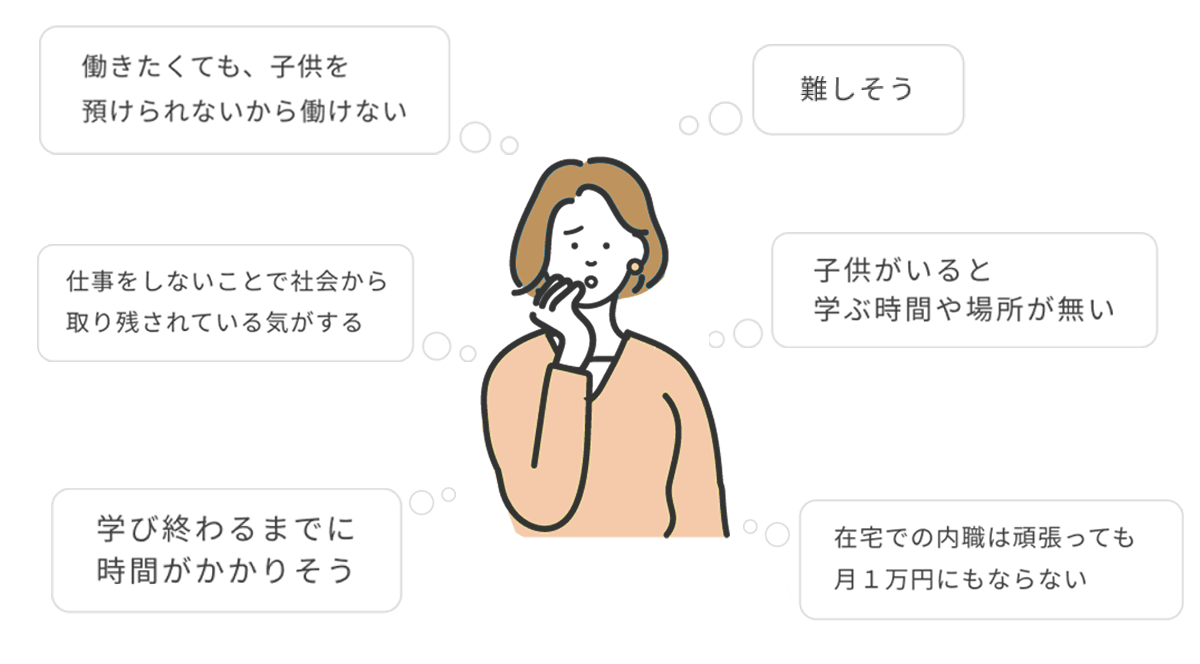 働きたくても、子供を
預けられないから働けない
難しそう
仕事をしないことで社会から
取り残されている気がする
子供がいると
学ぶ時間や場所が無い
学び終わるまでに
時間がかかりそう
在宅での内職は頑張っても
月１万円にもならない